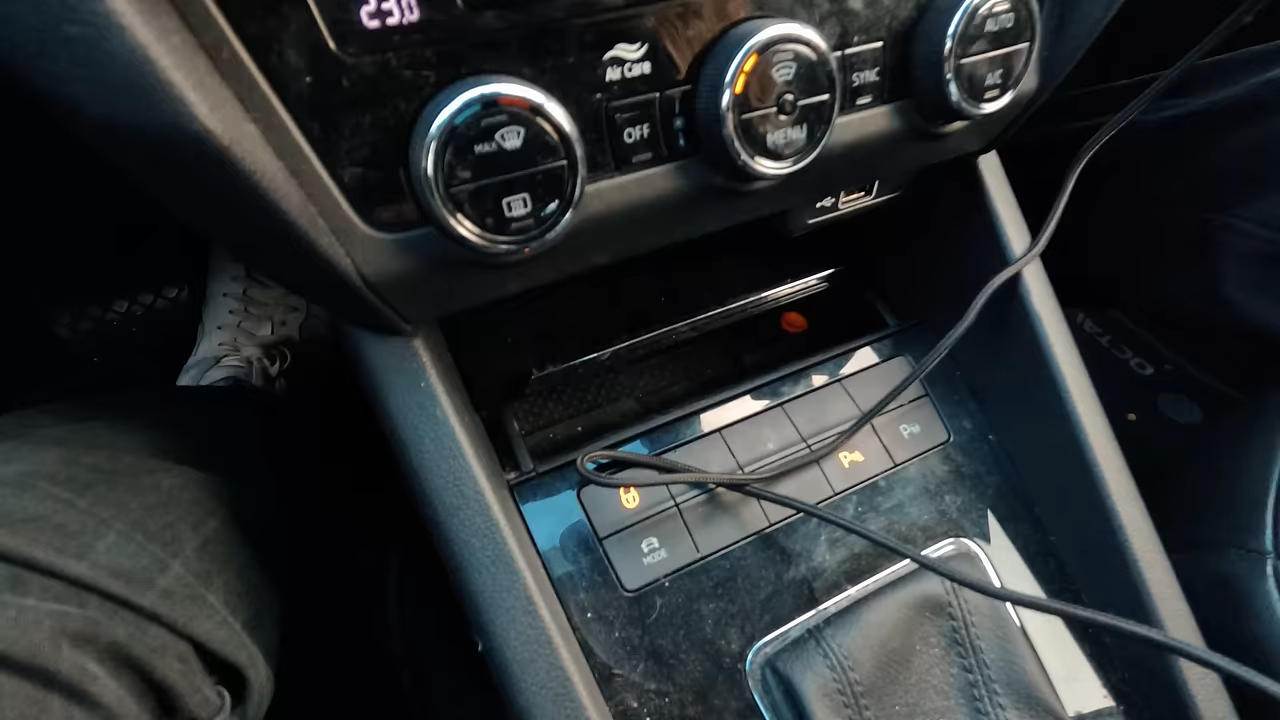 23.0
Air Care
AUTO
SYNC
A/C
MAX
OFF
MENU
OCTA
P
P
MODE